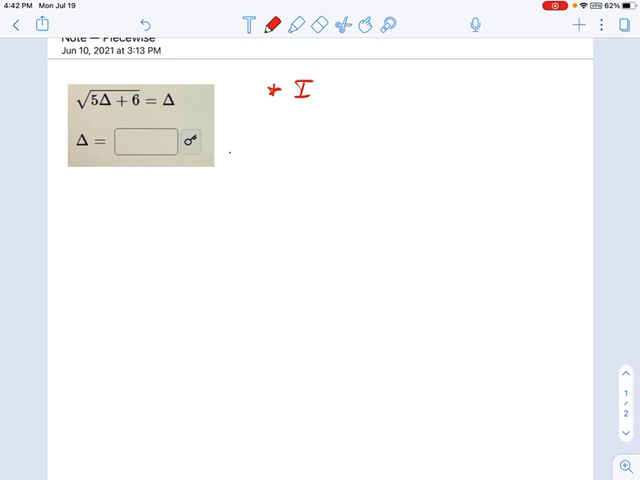 4:42 PM Mon Jul 19
62%
Note — Piecewise
Jun 10, 2021 at 3:13 PM
√5Δ + 6 = Δ
Δ =
* I
T
VPN
1
/
2